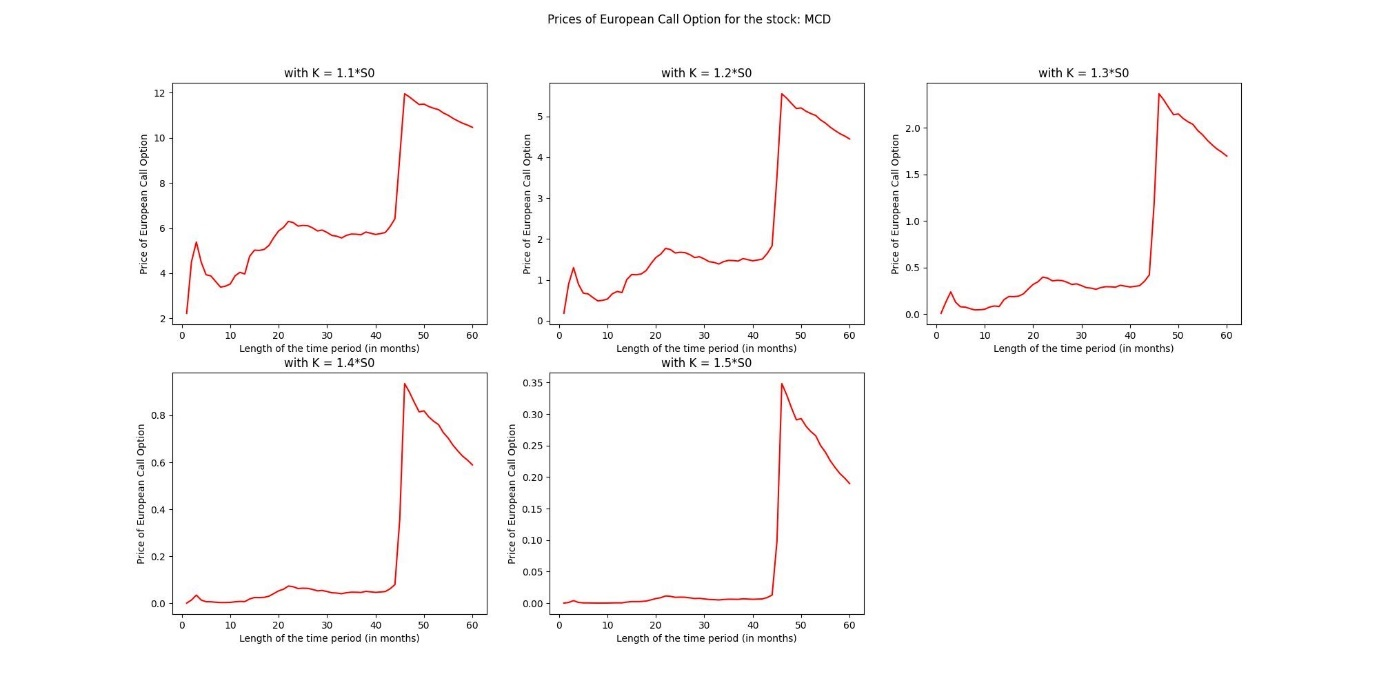 Prices of European Call Option for the stock: MCD
with K = 1.1*S0
Price of European Call Option
12
10
8
6
4
2
0 10 20 30 40 50 60
Length of the time period (in months)
with K = 1.2*S0
Price of European Call Option
5
4
3
2
1
0
0 10 20 30 40 50 60
Length of the time period (in months)
with K = 1.3*S0
Price of European Call Option
2.0
1.5
1.0
0.5
0.0
0 10 20 30 40 50 60
Length of the time period (in months)
with K = 1.4*S0
Price of European Call Option
0.8
0.6
0.4
0.2
0.0
0 10 20 30 40 50 60
Length of the time period (in months)
with K = 1.5*S0
Price of European Call Option
0.35
0.30
0.25
0.20
0.15
0.10
0.05
0.00
0 10 20 30 40 50 60
Length of the time period (in months)